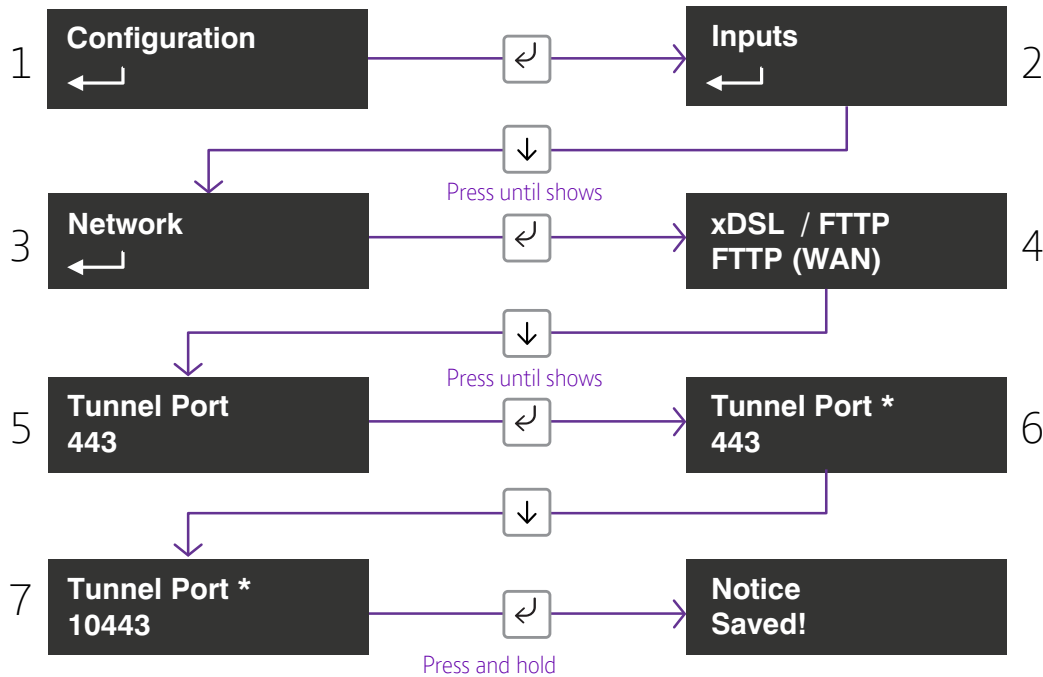 1
Configuration
Inputs
2
Press until shows
3
Network
xDSL / FTTP
FTTP (WAN)
4
Press until shows
5
Tunnel Port
443
Tunnel Port *
443
6
7
Tunnel Port *
10443
Notice
Saved!
Press and hold